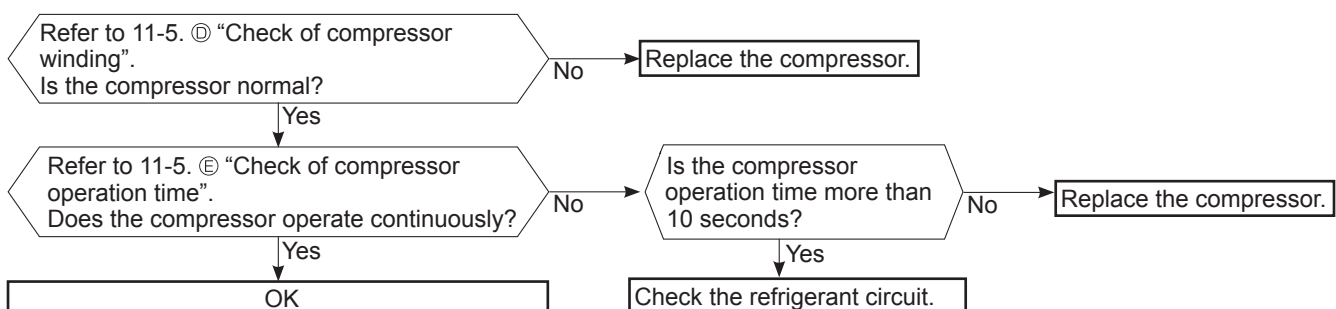 Refer to 11-5. Ⓓ “Check of compressor
winding”.
Is the compressor normal?
No
Replace the compressor.
Yes
Refer to 11-5. Ⓔ “Check of compressor
operation time”.
Does the compressor operate continuously?
No
Is the compressor
operation time more than
10 seconds?
No
Replace the compressor.
Yes
OK
Yes
Check the refrigerant circuit.